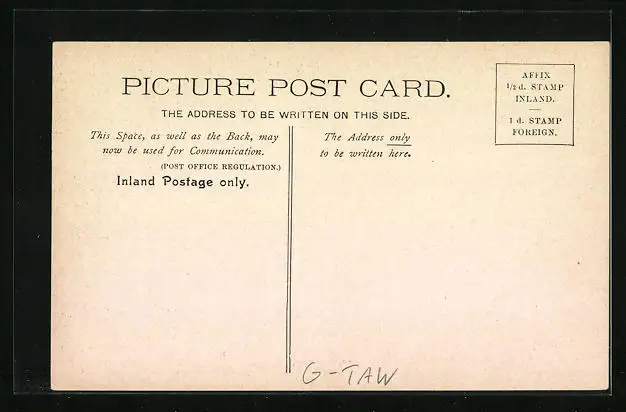 PICTURE POST CARD.
THE ADDRESS TO BE WRITTEN ON THIS SIDE.
This Space, as well as the Back, may
now be used for Communication.
(POST OFFICE REGULATION.)
Inland Postage only.
The Address only
to be written here.
AFFIX
1/2 d. STAMP
INLAND.
1 d. STAMP
FOREIGN.
G-TAW